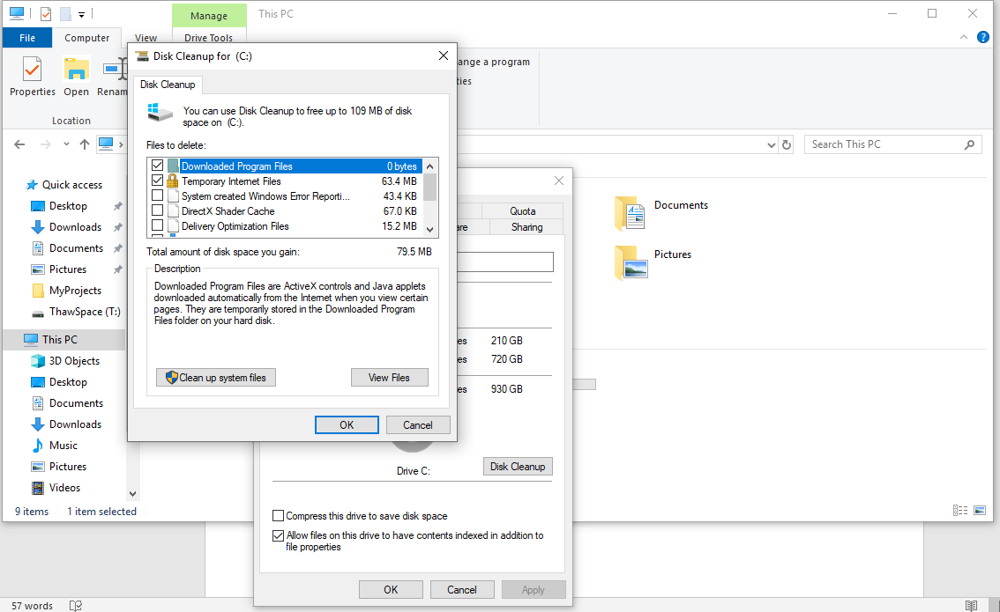 Manage
This PC
File
Computer
View
Drive Tools
Properties
Open
Renam
ange a program
ties
Location
Search This PC
Quick access
Desktop
Downloads
Documents
Pictures
MyProjects
ThawSpace (T:)
This PC
3D Objects
Desktop
Documents
Downloads
Music
Pictures
Videos
9 items
1 item selected
Disk Cleanup for (C:)
Disk Cleanup
You can use Disk Cleanup to free up to 109 MB of disk
space on (C:).
Files to delete:
Downloaded Program Files 0 bytes
Temporary Internet Files 63.4 MB
System created Windows Error Reporti... 43.4 KB
DirectX Shader Cache 67.0 KB
Delivery Optimization Files 15.2 MB
Total amount of disk space you gain: 79.5 MB
Description
Downloaded Program Files are ActiveX controls and Java applets
downloaded automatically from the Internet when you view certain
pages. They are temporarily stored in the Downloaded Program
Files folder on your hard disk.
Clean up system files
View Files
OK
Cancel
Quota
are
Sharing
es 210 GB
es 720 GB
es 930 GB
Drive C:
Disk Cleanup
Compress this drive to save disk space
Allow files on this drive to have contents indexed in addition to
file properties
OK
Cancel
Apply
Documents
Pictures
57 words